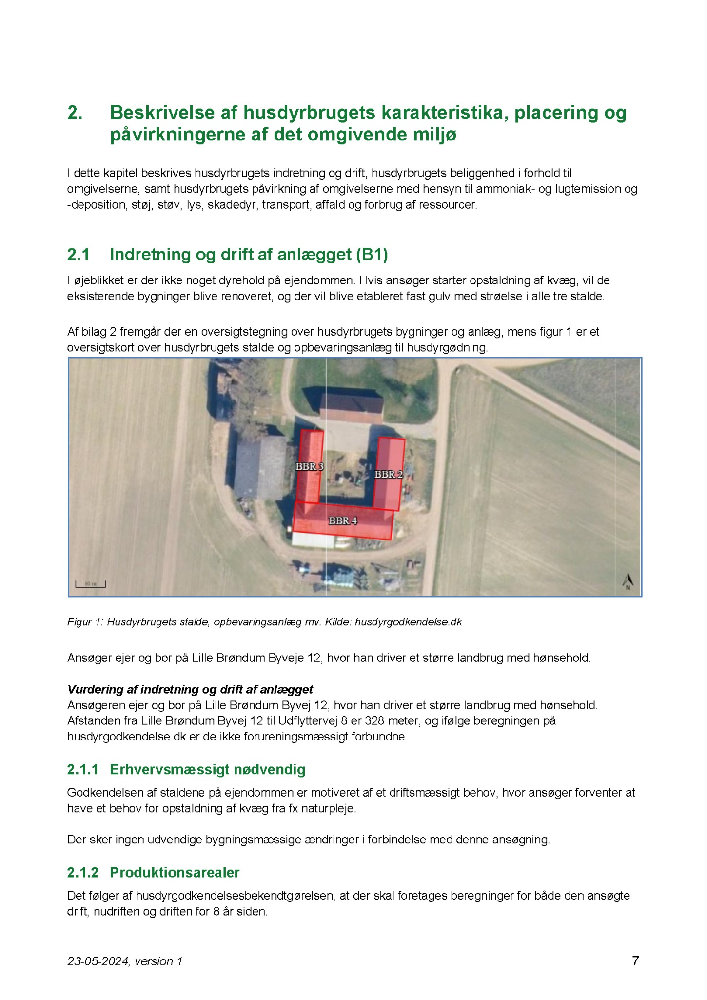 2. Beskrivelse af husdyrbrugets karakteristika, placering og
påvirkningerne af det omgivende miljø
I dette kapitel beskrives husdyrbrugets indretning og drift, husdyrbrugets beliggenhed i forhold til
omgivelserne, samt husdyrbrugets påvirkning af omgivelserne med hensyn til ammoniak- og lugtemission og
-deposition, støj, støv, lys, skadedyr, transport, affald og forbrug af ressourcer.
2.1 Indretning og drift af anlægget (B1)
I øjeblikket er der ikke noget dyrehold på ejendommen. Hvis ansøger starter opstaldning af kvæg, vil de
eksisterende bygninger blive renoveret, og der vil blive etableret fast gulv med strøelse i alle tre stalde.
Af bilag 2 fremgår der en oversigtstegning over husdyrbrugets bygninger og anlæg, mens figur 1 er et
oversigtskort over husdyrbrugets stalde og opbevaringsanlæg til husdyrgødning.
BBR 3
BBR 2
BBR 4
10 m
N
Figur 1: Husdyrbrugets stalde, opbevaringsanlæg mv. Kilde: husdyrgodkendelse.dk
Ansøger ejer og bor på Lille Brøndum Byveje 12, hvor han driver et større landbrug med hønsehold.
Vurdering af indretning og drift af anlægget
Ansøgeren ejer og bor på Lille Brøndum Byvej 12, hvor han driver et større landbrug med hønsehold.
Afstanden fra Lille Brøndum Byvej 12 til Udflyttervej 8 er 328 meter, og ifølge beregningen på
husdyrgodkendelse.dk er de ikke forureningsmæssigt forbundne.
2.1.1 Erhvervsmæssigt nødvendig
Godkendelsen af staldene på ejendommen er motiveret af et driftsmæssigt behov, hvor ansøger forventer at
have et behov for opstaldning af kvæg fra fx naturpleje.
Der sker ingen udvendige bygningsmæssige ændringer i forbindelse med denne ansøgning.
2.1.2 Produktionsarealer
Det følger af husdyrgodkendelsesbekendtgørelsen, at der skal foretages beregninger for både den ansøgte
drift, nudriften og driften for 8 år siden.
23-05-2024, version 1
7